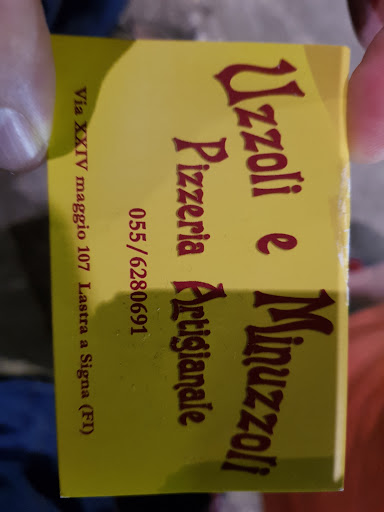 Uzzoli e Minuzzoli
Pizzeria Artigianale
055/6280691
Via XXIV maggio 107 Lastra a Signa (FI)